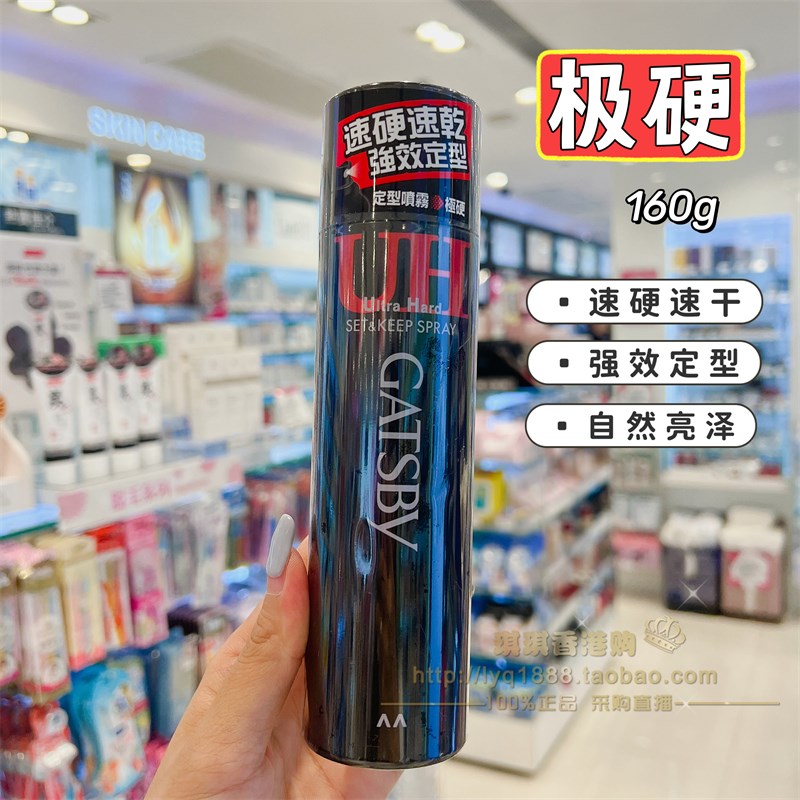 极硬
160g
· 速硬速干
· 强效定型
· 自然亮泽
SKIN CARE
速硬速乾
強效定型
定型噴霧 極硬
UH
Ultra Hard
SET&KEEP SPRAY
GATSBY
琪琪香港购
http://lyq1888.taobao.com
100%正品 采购直播